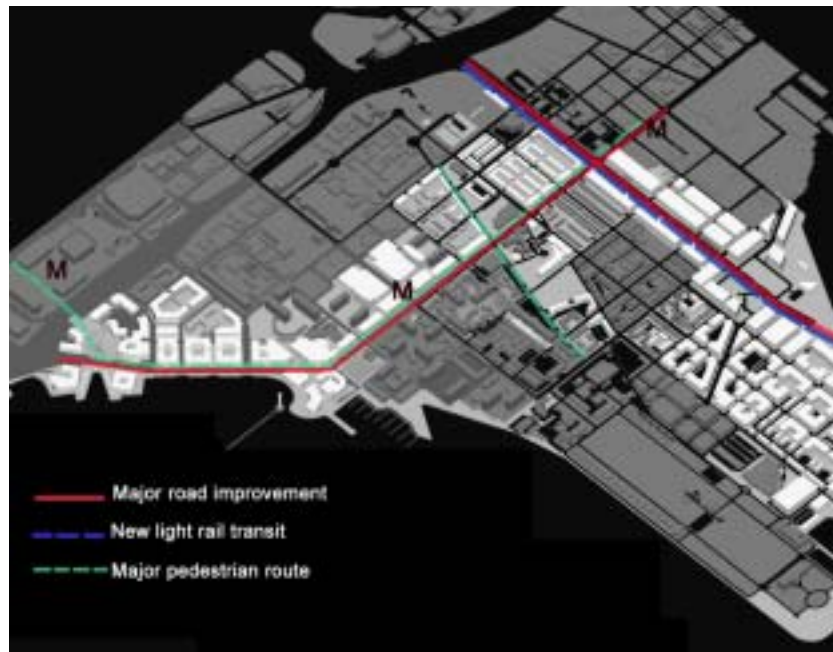 M
M
M
Major road improvement
New light rail transit
Major pedestrian route